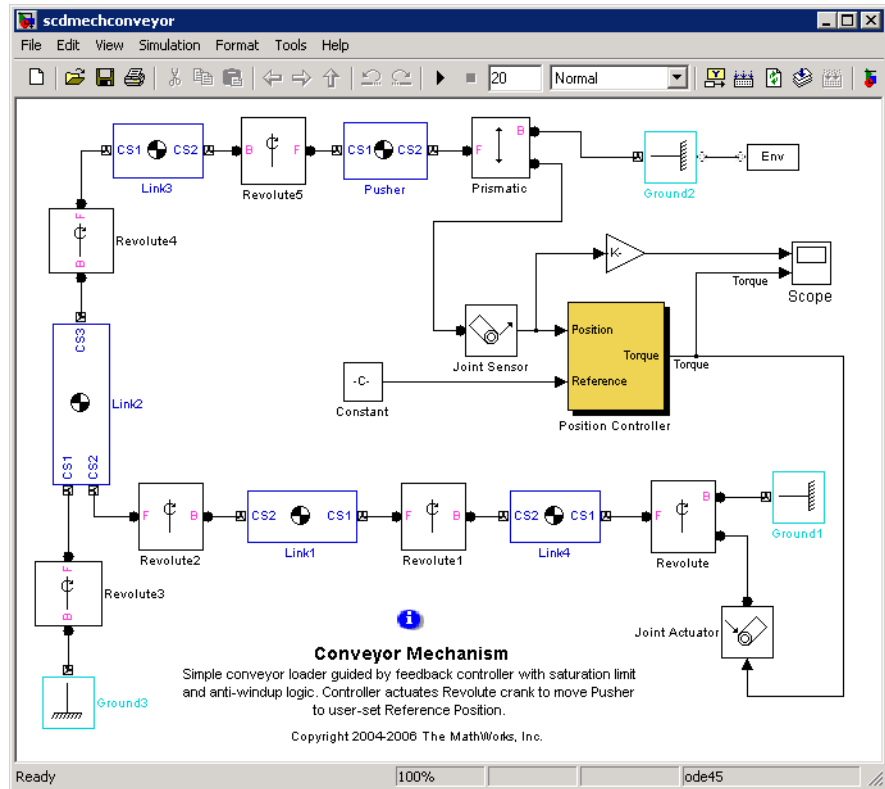 scdmechconveyor
File Edit View Simulation Format Tools Help
20 Normal
CS1 CS2 B F CS1 CS2 F B Env
Link3 Revolute5 Pusher Prismatic Ground2
F
Revolute4
B
K-
Torque
Scope
CS3
Link2
CS1 CS2
Joint Sensor
Position
Torque
Torque
Reference
-C-
Constant
Position Controller
F B CS2 CS1 F B CS2 CS1 F B
Revolute2 Link1 Revolute1 Link4 Revolute Ground1
F
Revolute3
B
Joint Actuator
Ground3
i
Conveyor Mechanism
Simple conveyor loader guided by feedback controller with saturation limit
and anti-windup logic. Controller actuates Revolute crank to move Pusher
to user-set Reference Position.
Copyright 2004-2006 The MathWorks, Inc.
Ready 100% ode45